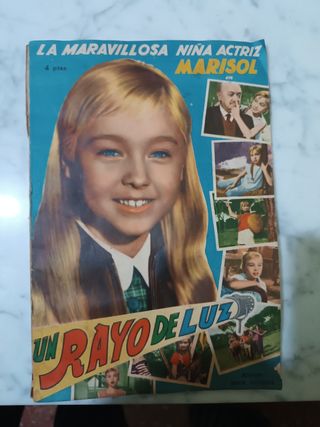 LA MARAVILLOSA NIÑA ACTRIZ
4 ptas
MARISOL
en
UN RAYO DE LUZ